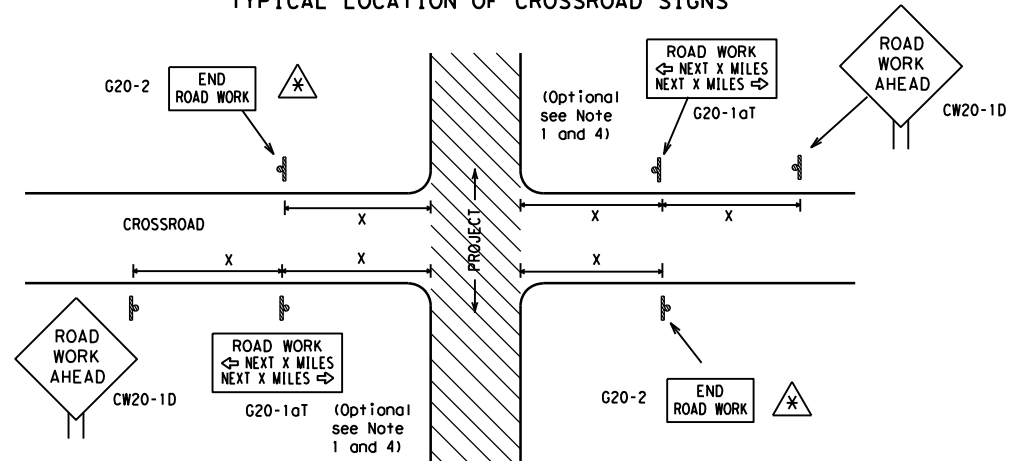 TYPICAL LOCATION OF CROSSROAD SIGNS
G20-2
END
ROAD WORK
*
(Optional
see Note
1 and 4)
ROAD WORK
⇦ NEXT X MILES
NEXT X MILES ⇨
G20-1aT
ROAD
WORK
AHEAD
CW20-1D
X
X
X
CROSSROAD
PROJECT
X
X
X
ROAD
WORK
AHEAD
CW20-1D
ROAD WORK
⇦ NEXT X MILES
NEXT X MILES ⇨
G20-1aT
(Optional
see Note
1 and 4)
G20-2
END
ROAD WORK
*